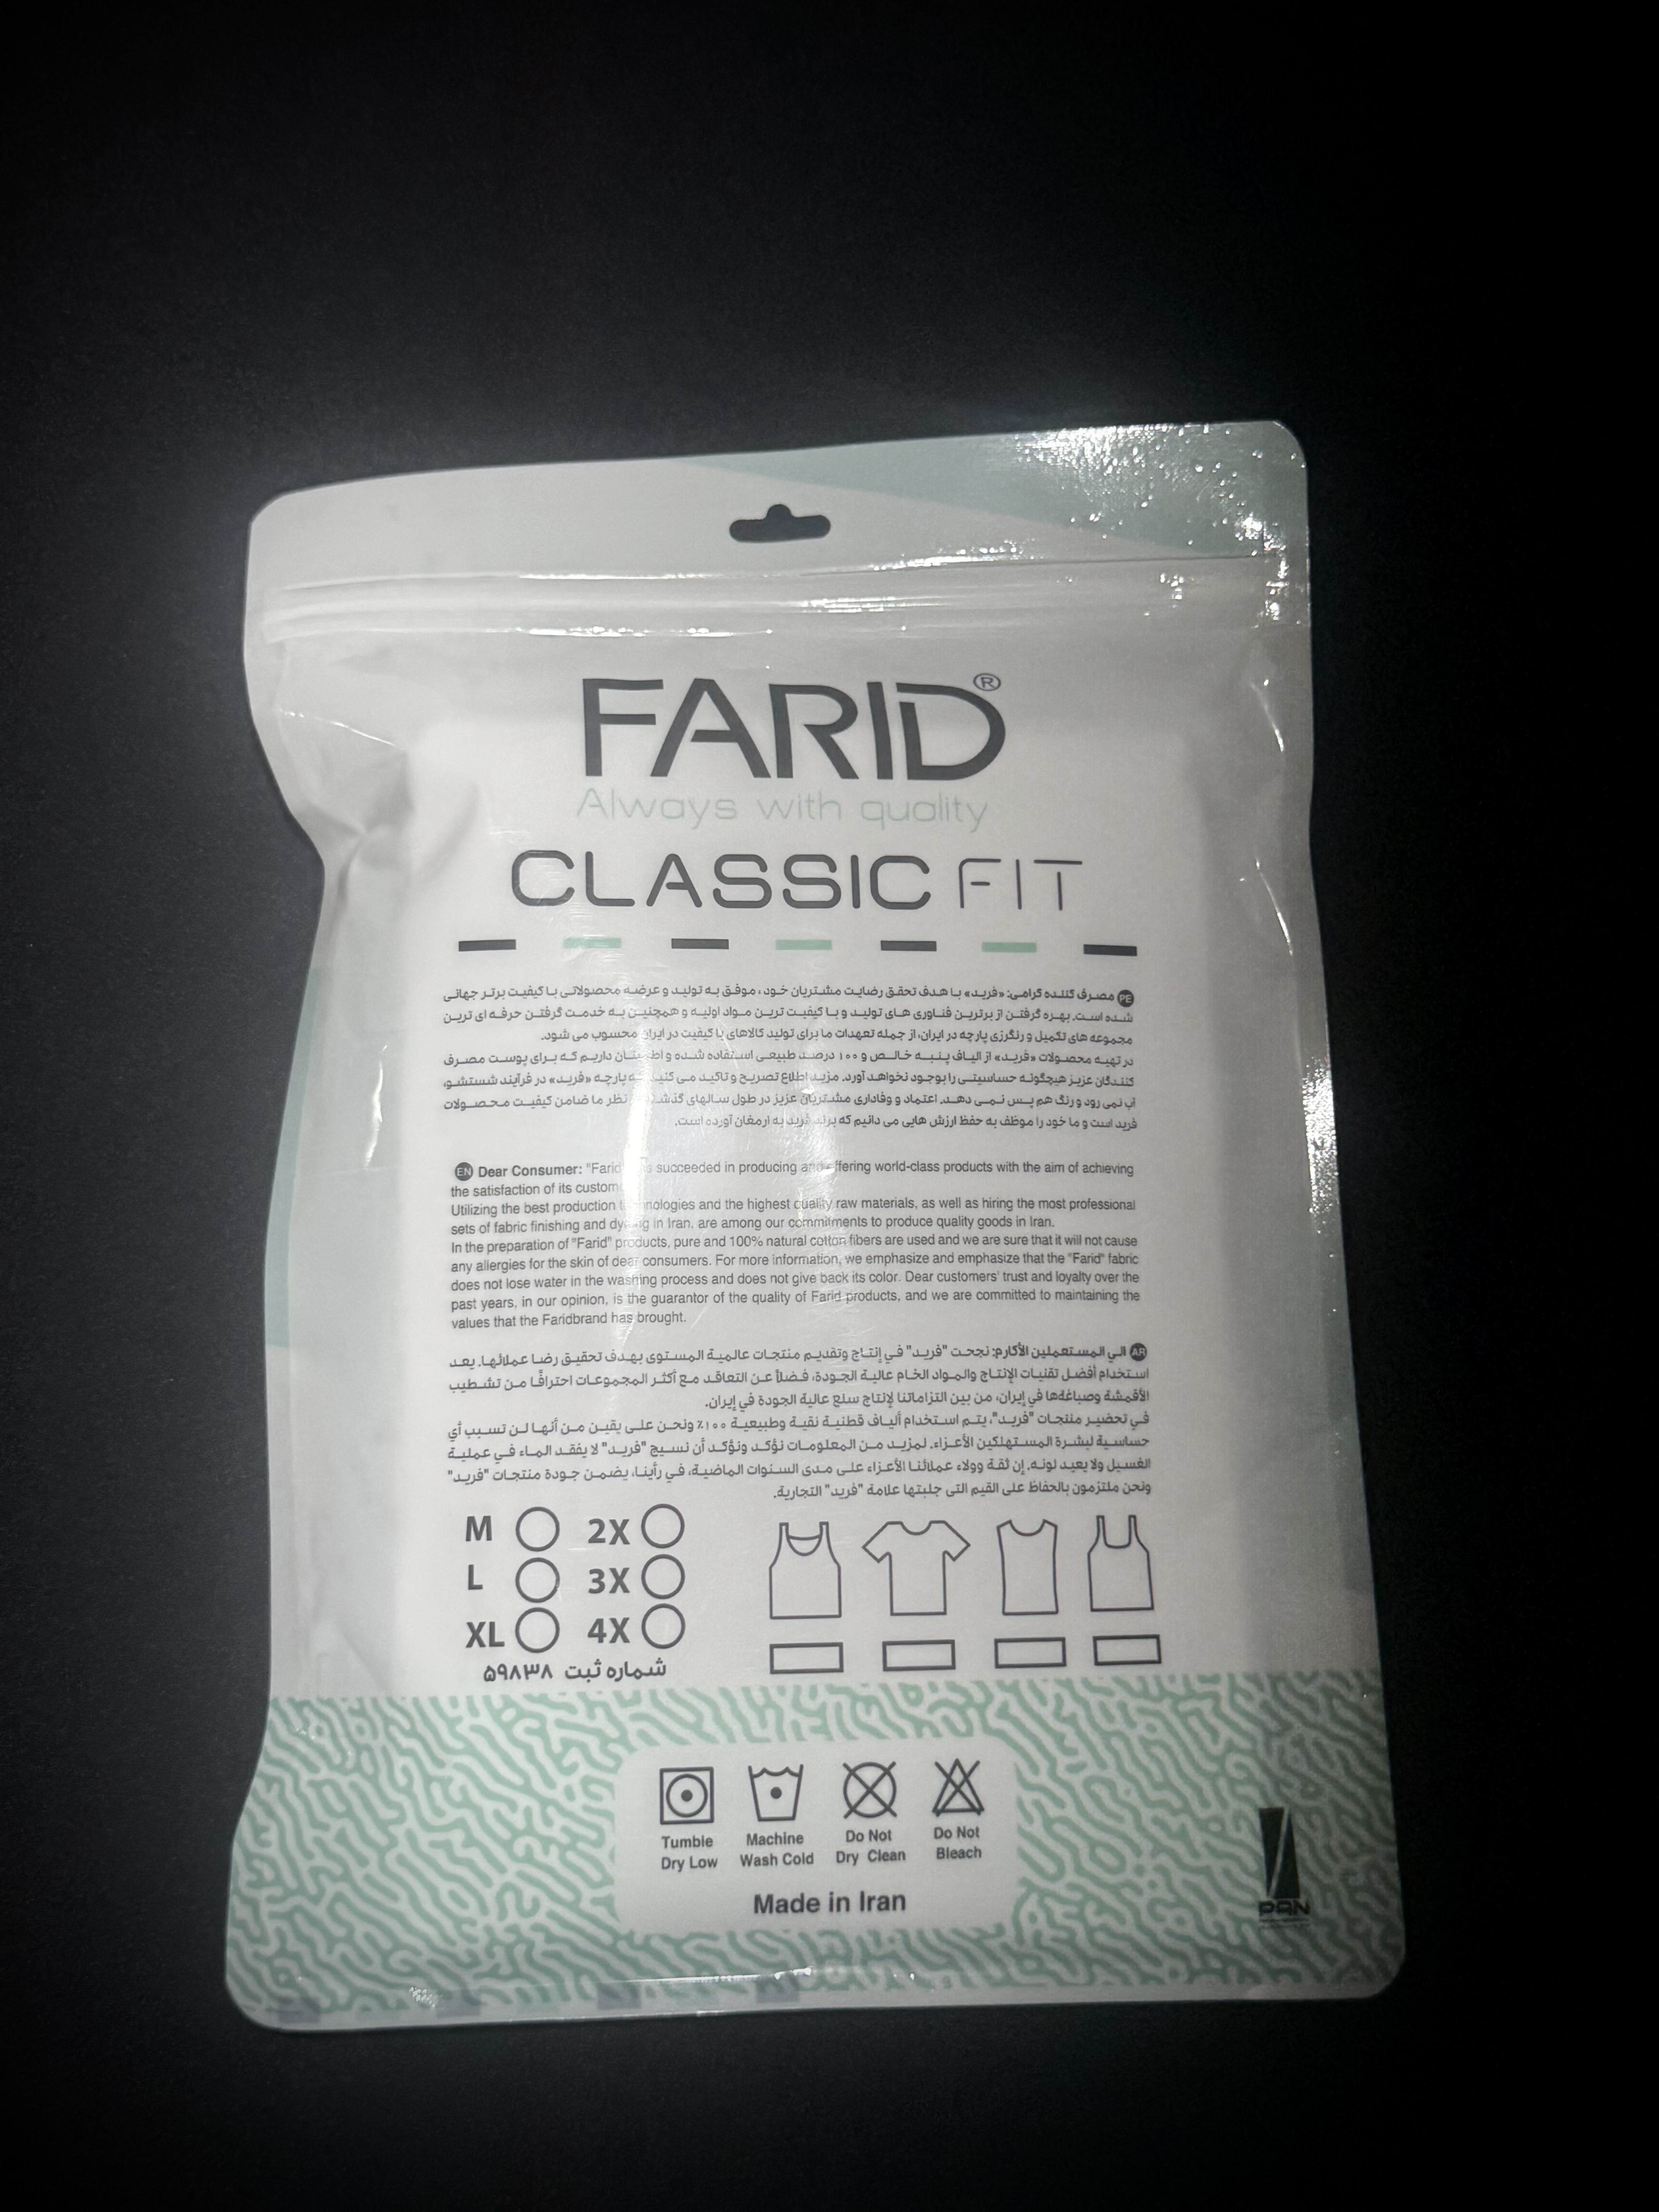 FARID®
Always with quality
CLASSIC FIT
PE مصرف کننده گرامی: «فرید» با هدف تحقق رضایت مشتریان خود، موفق به تولید و عرضه محصولاتی با کیفیت برتر جهانی
شده است. بهره گرفتن از برترین فناوری های تولید و با کیفیت ترین مواد اولیه و همچنین به خدمت گرفتن حرفه ای ترین
مجموعه های تکمیل و رنگرزی پارچه در ایران، از جمله تعهدات ما برای تولید کالاهای با کیفیت در ایران محسوب می شود.
در تهیه محصولات «فرید» از الیاف پنبه خالص و ۱۰۰ درصد طبیعی استفاده شده و اطمینان داریم که برای پوست مصرف
کنندگان عزیز هیچگونه حساسیتی را بوجود نخواهد آورد. مزید اطلاع تصریح و تاکید می کنیم که پارچه «فرید» در فرآیند شستشو،
آب نمی رود و رنگ هم پس نمی دهد. اعتماد و وفاداری مشتریان عزیز در طول سالهای گذشته نظر ما ضامن کیفیت محصولات
فرید است و ما خود را موظف به حفظ ارزش هایی می دانیم که برند فرید به ارمغان آورده است.
EN Dear Consumer: "Farid succeeded in producing and offering world-class products with the aim of achieving
the satisfaction of its custom
Utilizing the best production technologies and the highest quality raw materials, as well as hiring the most professional
sets of fabric finishing and dyeing in Iran, are among our commitments to produce quality goods in Iran.
In the preparation of "Farid" products, pure and 100% natural cotton fibers are used and we are sure that it will not cause
any allergies for the skin of dear consumers. For more information, we emphasize and emphasize that the "Farid" fabric
does not lose water in the washing process and does not give back its color. Dear customers' trust and loyalty over the
past years, in our opinion, is the guarantor of the quality of Farid products, and we are committed to maintaining the
values that the Faridbrand has brought.
AR الي المستعملين الأكارم: نجحت "فريد" في إنتاج وتقديم منتجات عالمية المستوى بهدف تحقيق رضا عملائها. يعد
استخدام أفضل تقنيات الإنتاج والمواد الخام عالية الجودة، فضلاً عن التعاقد مع أكثر المجموعات احترافًا من تشطيب
الأقمشة وصباغةها في إيران، من بين التزاماتنا لإنتاج سلع عالية الجودة في إيران.
في تحضير منتجات "فريد"، يتم استخدام ألياف قطنية نقية وطبيعية ١٠٠٪ ونحن على يقين من أنها لن تسبب أي
حساسية لبشرة المستهلكين الأعزاء. لمزيد من المعلومات نؤكد ونؤكد أن نسيج "فريد" لا يفقد الماء في عملية
الغسيل ولا يعيد لونه. إن ثقة وولاء عملائنا الأعزاء على مدى السنوات الماضية، في رأينا، يضمن جودة منتجات "فريد"
ونحن ملتزمون بالحفاظ على القيم التي جلبتها علامة "فريد" التجارية.
M 2X
L 3X
XL 4X
شماره ثبت ۵۹۸۳۸
Tumble Dry Low
Machine Wash Cold
Do Not Dry Clean
Do Not Bleach
Made in Iran
PAN